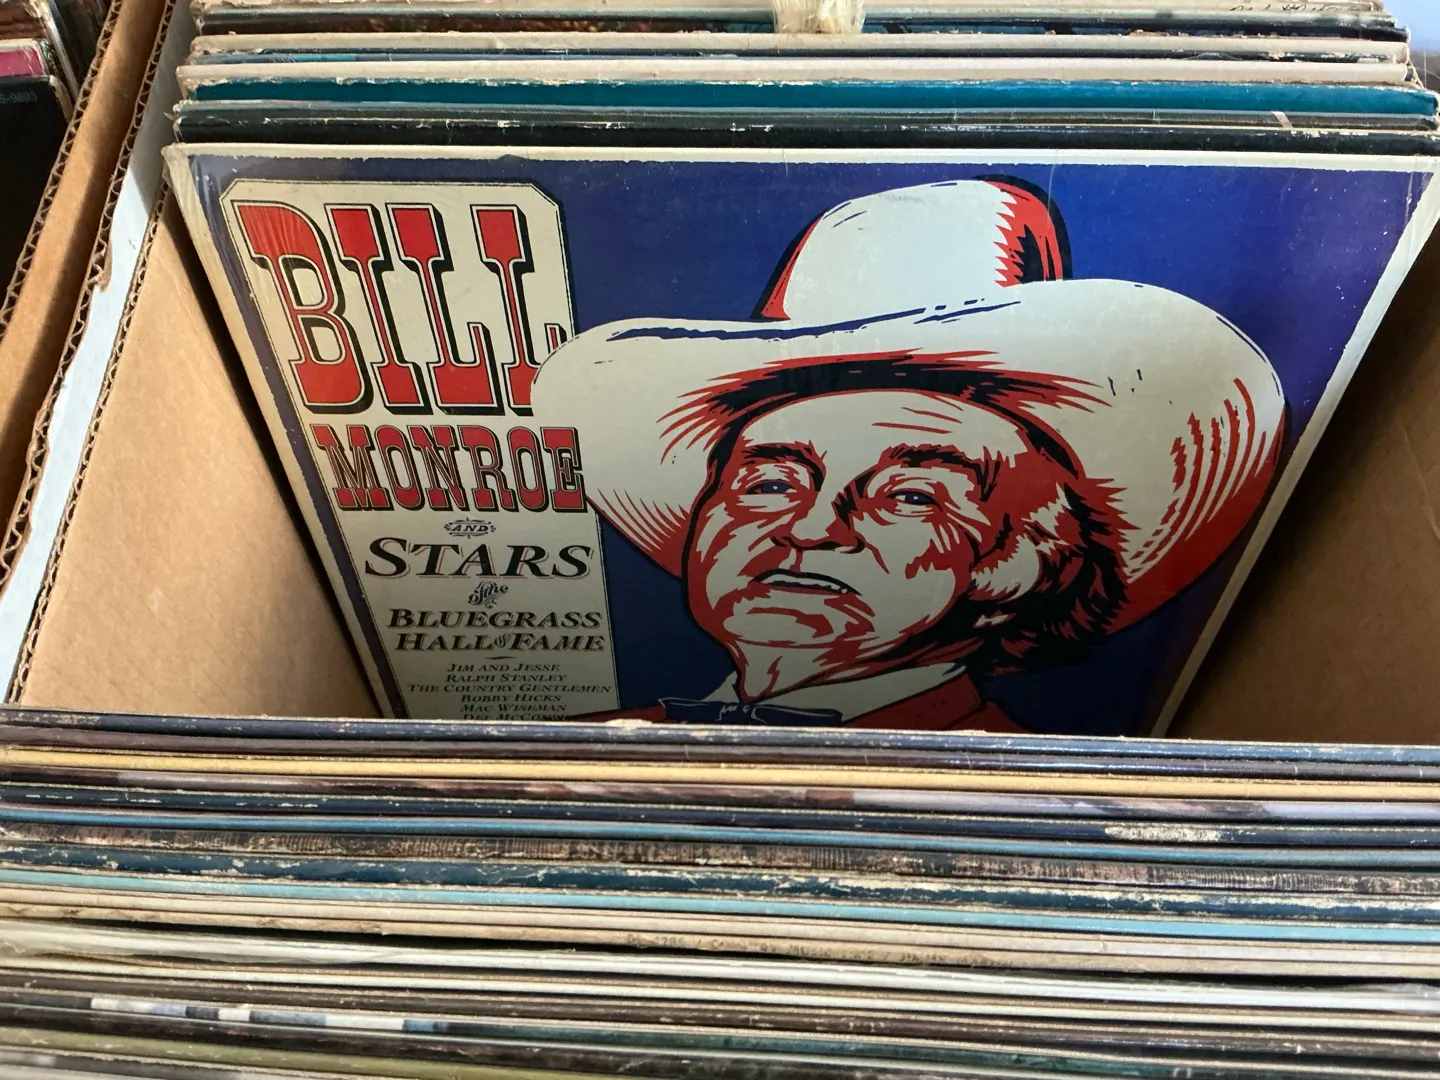 BILL
MONROE
AND
STARS
of the
BLUEGRASS
HALL of FAME
JIM AND JESSE
RALPH STANLEY
THE COUNTRY GENTLEMEN
BOBBY HICKS
MAC WISEMAN